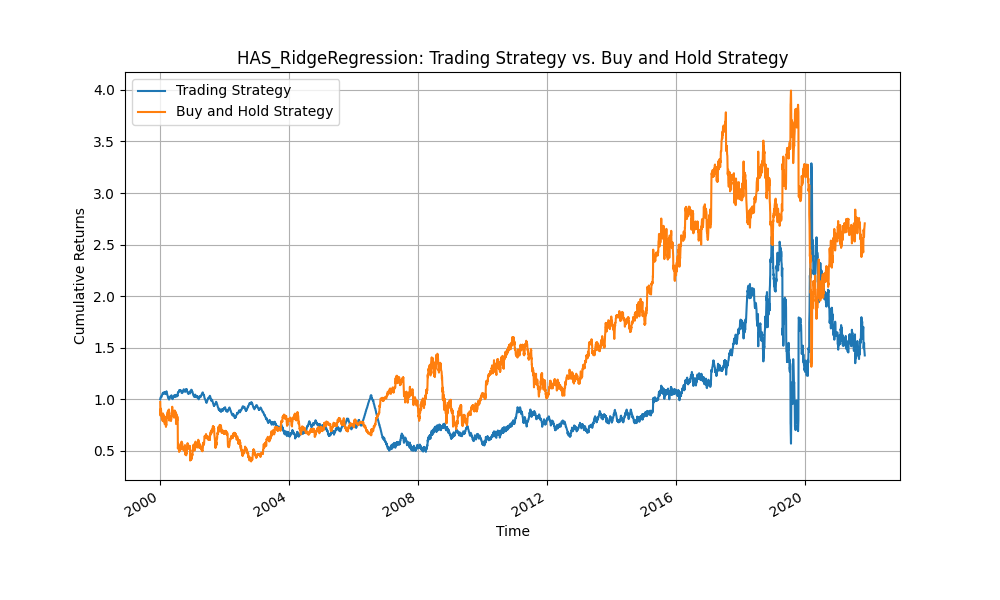 HAS_RidgeRegression: Trading Strategy vs. Buy and Hold Strategy
Trading Strategy
Buy and Hold Strategy
Cumulative Returns
4.0
3.5
3.0
2.5
2.0
1.5
1.0
0.5
2000
2004
2008
2012
2016
2020
Time